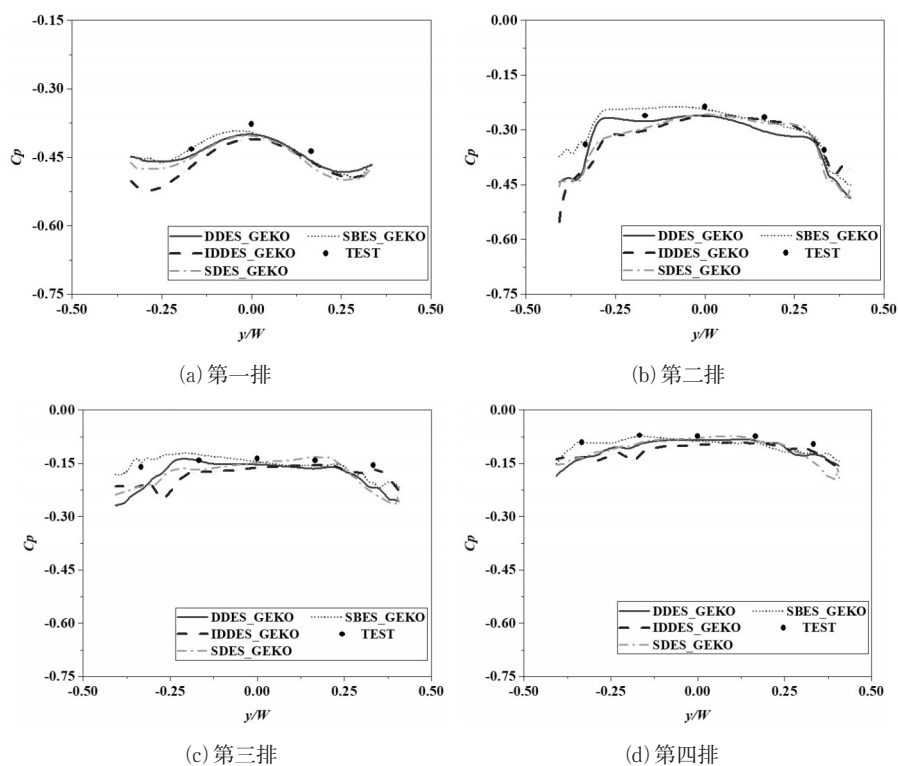 -0.15
-0.30
-0.45
-0.60
-0.75
Cp
-0.50 -0.25 0.00 0.25 0.50
y/W
DDES_GEKO SBES_GEKO
IDDES_GEKO TEST
SDES_GEKO
(a) 第一排
0.00
-0.15
-0.30
-0.45
-0.60
-0.75
Cp
-0.50 -0.25 0.00 0.25 0.50
y/W
DDES_GEKO SBES_GEKO
IDDES_GEKO TEST
SDES_GEKO
(b) 第二排
0.00
-0.15
-0.30
-0.45
-0.60
-0.75
Cp
-0.50 -0.25 0.00 0.25 0.50
y/W
DDES_GEKO SBES_GEKO
IDDES_GEKO TEST
SDES_GEKO
(c) 第三排
0.00
-0.15
-0.30
-0.45
-0.60
-0.75
Cp
-0.50 -0.25 0.00 0.25 0.50
y/W
DDES_GEKO SBES_GEKO
IDDES_GEKO TEST
SDES_GEKO
(d) 第四排